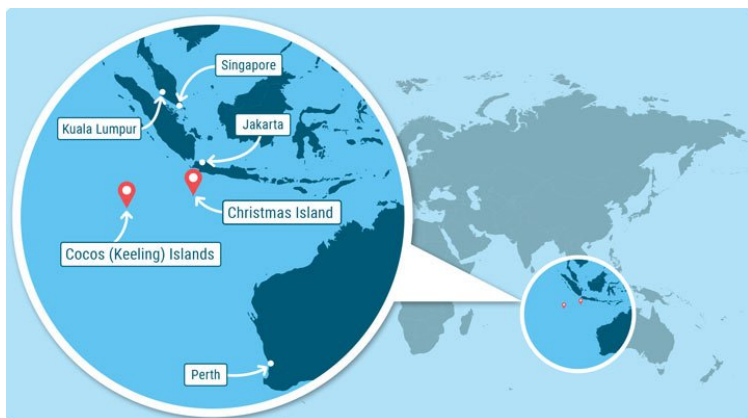 Singapore
Kuala Lumpur
Jakarta
Christmas Island
Cocos (Keeling) Islands
Perth